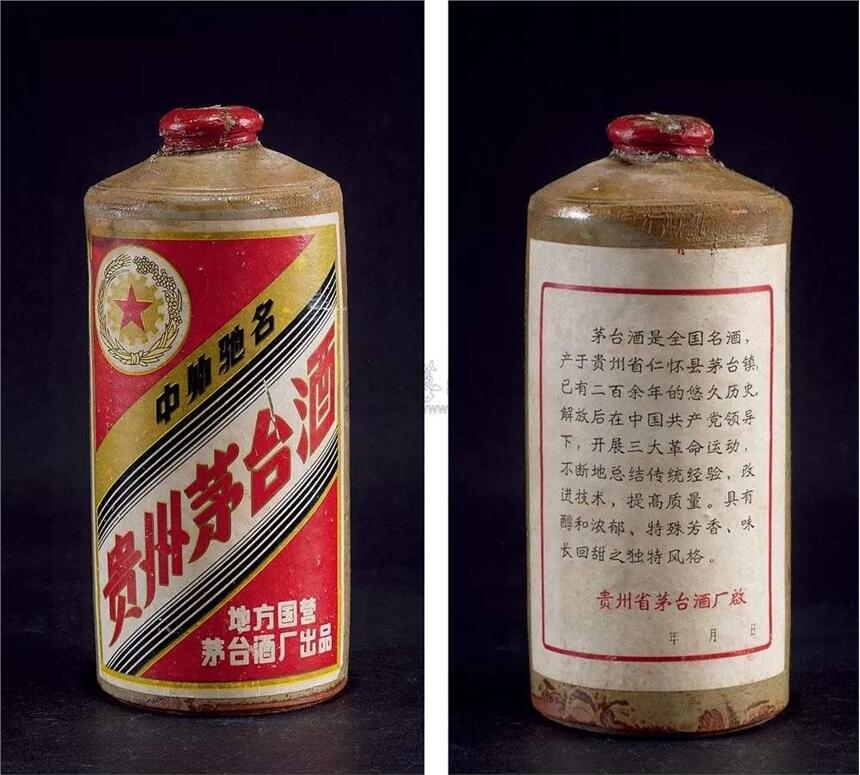 中外驰名
贵州茅台酒
地方国营
茅台酒厂出品
茅台酒是全国名酒，
产于贵州省仁怀县茅台镇，
已有二百余年的悠久历史。
解放后在中国共产党领导
下，开展三大革命运动，
不断地总结传统经验，改
进技术，提高质量。具有
醇和浓郁、特殊芳香、味
长回甜之独特风格。
贵州省茅台酒厂啟
年 月 日